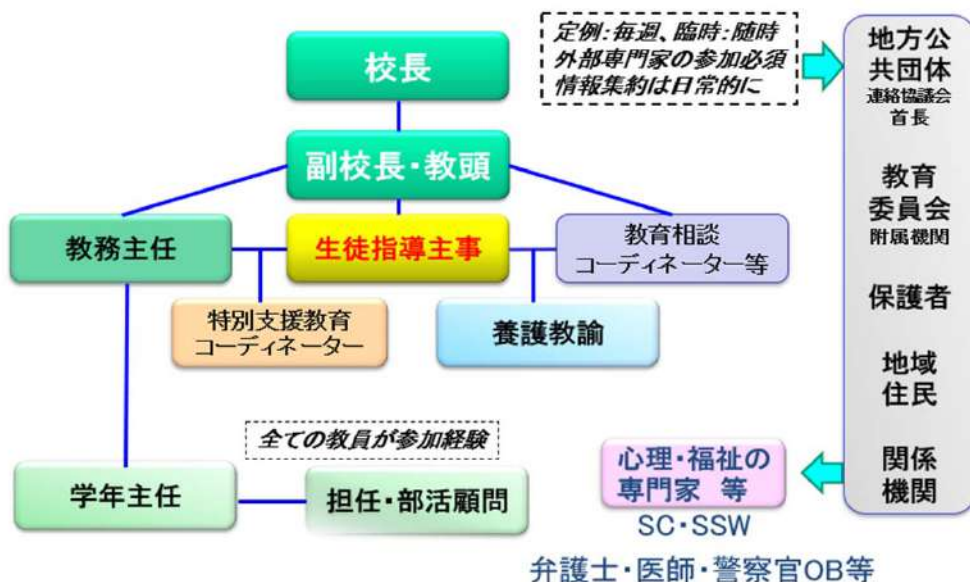 校長
定例:毎週、臨時:随時
外部専門家の参加必須
情報集約は日常的に
副校長・教頭
教務主任
生徒指導主事
教育相談
コーディネーター等
特別支援教育
コーディネーター
養護教諭
全ての教員が参加経験
学年主任
担任・部活顧問
心理・福祉の
専門家 等
SC・SSW
弁護士・医師・警察官OB等
地方公
共団体
連絡協議会
首長
教育
委員会
附属機関
保護者
地域
住民
関係
機関